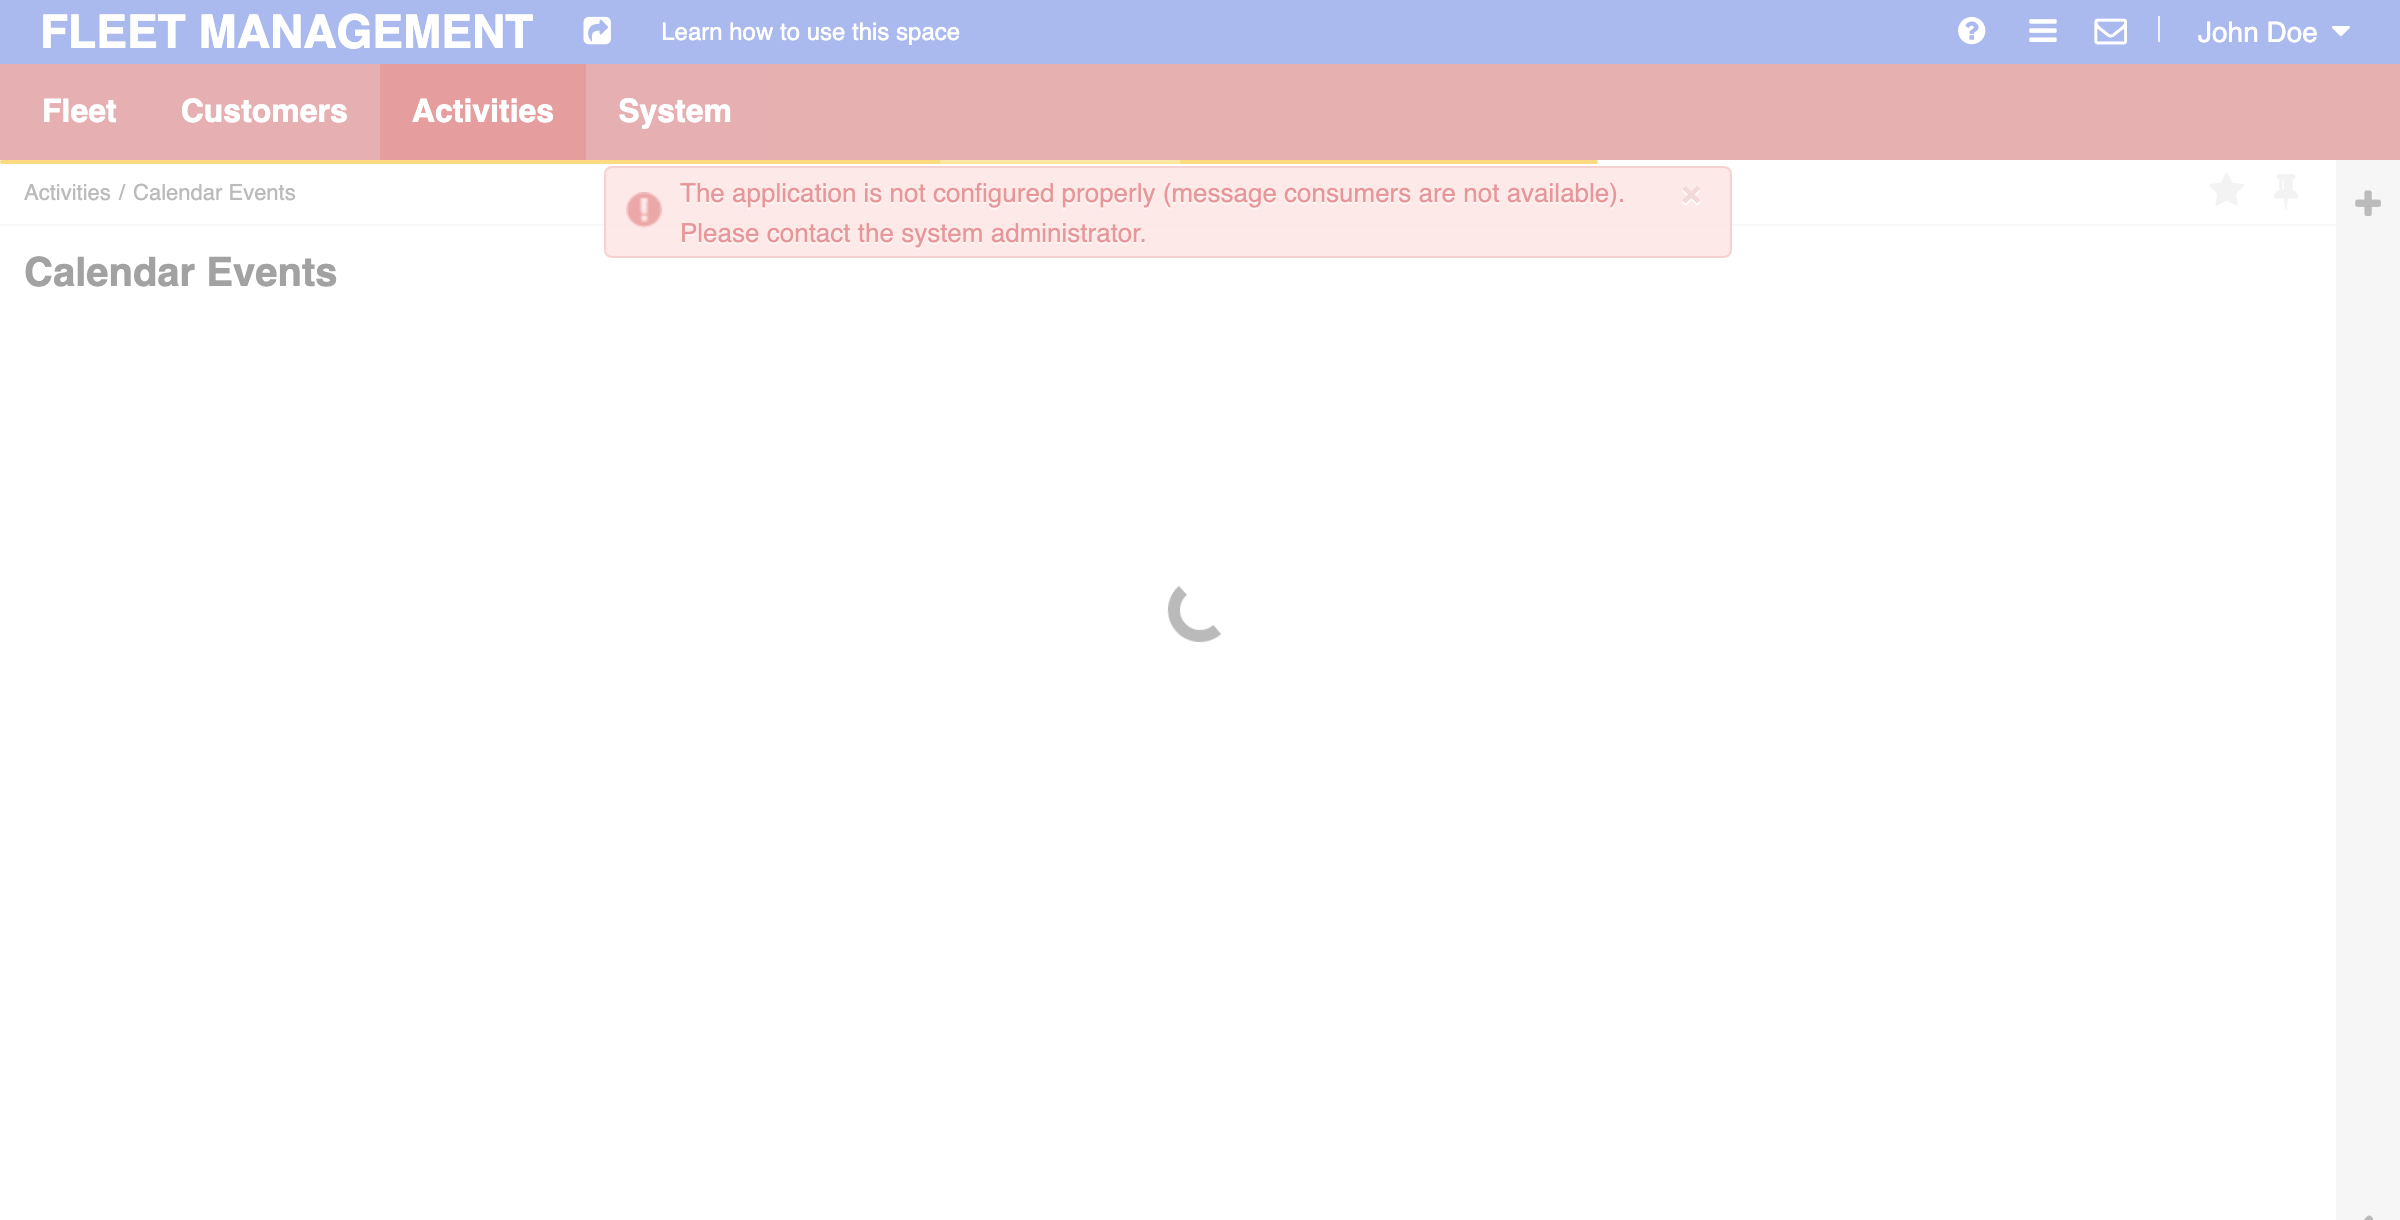 FLEET MANAGEMENT
Learn how to use this space
John Doe
Fleet
Customers
Activities
System
Activities / Calendar Events
The application is not configured properly (message consumers are not available).
Please contact the system administrator.
Calendar Events